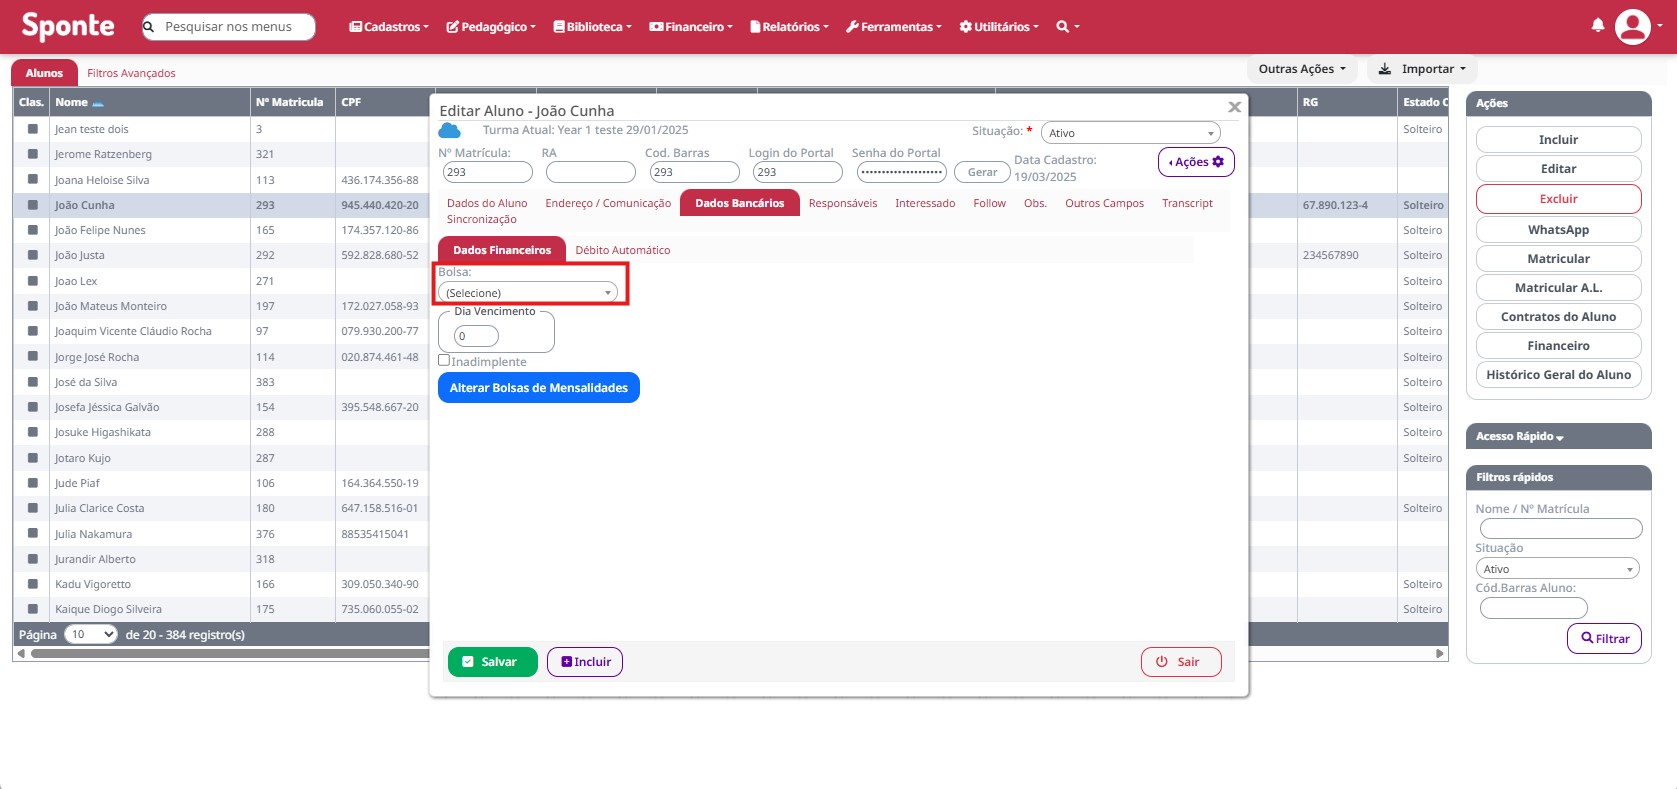 Sponte
Pesquisar nos menus
Cadastros
Pedagógico
Biblioteca
Financeiro
Relatórios
Ferramentas
Utilitários
Alunos
Filtros Avançados
Outras Ações
Importar
Clas. Nome Nº Matricula CPF RG Estado C
Jean teste dois 3 Solteiro
Jerome Ratzenberg 321
Joana Heloise Silva 113 436.174.356-88 Solteiro
João Cunha 293 945.440.420-20 67.890.123-4 Solteiro
João Felipe Nunes 165 174.357.120-86 Solteiro
João Justa 292 592.828.680-52 234567890 Solteiro
Joao Lex 271 Solteiro
João Mateus Monteiro 197 172.027.058-93 Solteiro
Joaquim Vicente Cláudio Rocha 97 079.930.200-77 Solteiro
Jorge José Rocha 114 020.874.461-48 Solteiro
José da Silva 383 Solteiro
Josefa Jéssica Galvão 154 395.548.667-20 Solteiro
Josuke Higashikata 288 Solteiro
Jotaro Kujo 287 Solteiro
Jude Piaf 106 164.364.550-19
Julia Clarice Costa 180 647.158.516-01 Solteiro
Julia Nakamura 376 88535415041
Jurandir Alberto 318
Kadu Vigoretto 166 309.050.340-90 Solteiro
Kaique Diogo Silveira 175 735.060.055-02 Solteiro
Página 10 de 20 - 384 registro(s)
Editar Aluno - João Cunha
Turma Atual: Year 1 teste 29/01/2025
Situação: * Ativo
Nº Matrícula: RA Cod. Barras Login do Portal Senha do Portal
293 293 293 •••••••••••••••••••• Gerar
Data Cadastro:
19/03/2025
Ações
Dados do Aluno Endereço / Comunicação Dados Bancários Responsáveis Interessado Follow Obs. Outros Campos Transcript
Sincronização
Dados Financeiros Débito Automático
Bolsa:
(Selecione)
Dia Vencimento
0
Inadimplente
Alterar Bolsas de Mensalidades
Salvar
Incluir
Sair
Ações
Incluir
Editar
Excluir
WhatsApp
Matricular
Matricular A.L.
Contratos do Aluno
Financeiro
Histórico Geral do Aluno
Acesso Rápido
Filtros rápidos
Nome / Nº Matrícula
Situação
Ativo
Cód.Barras Aluno:
Filtrar